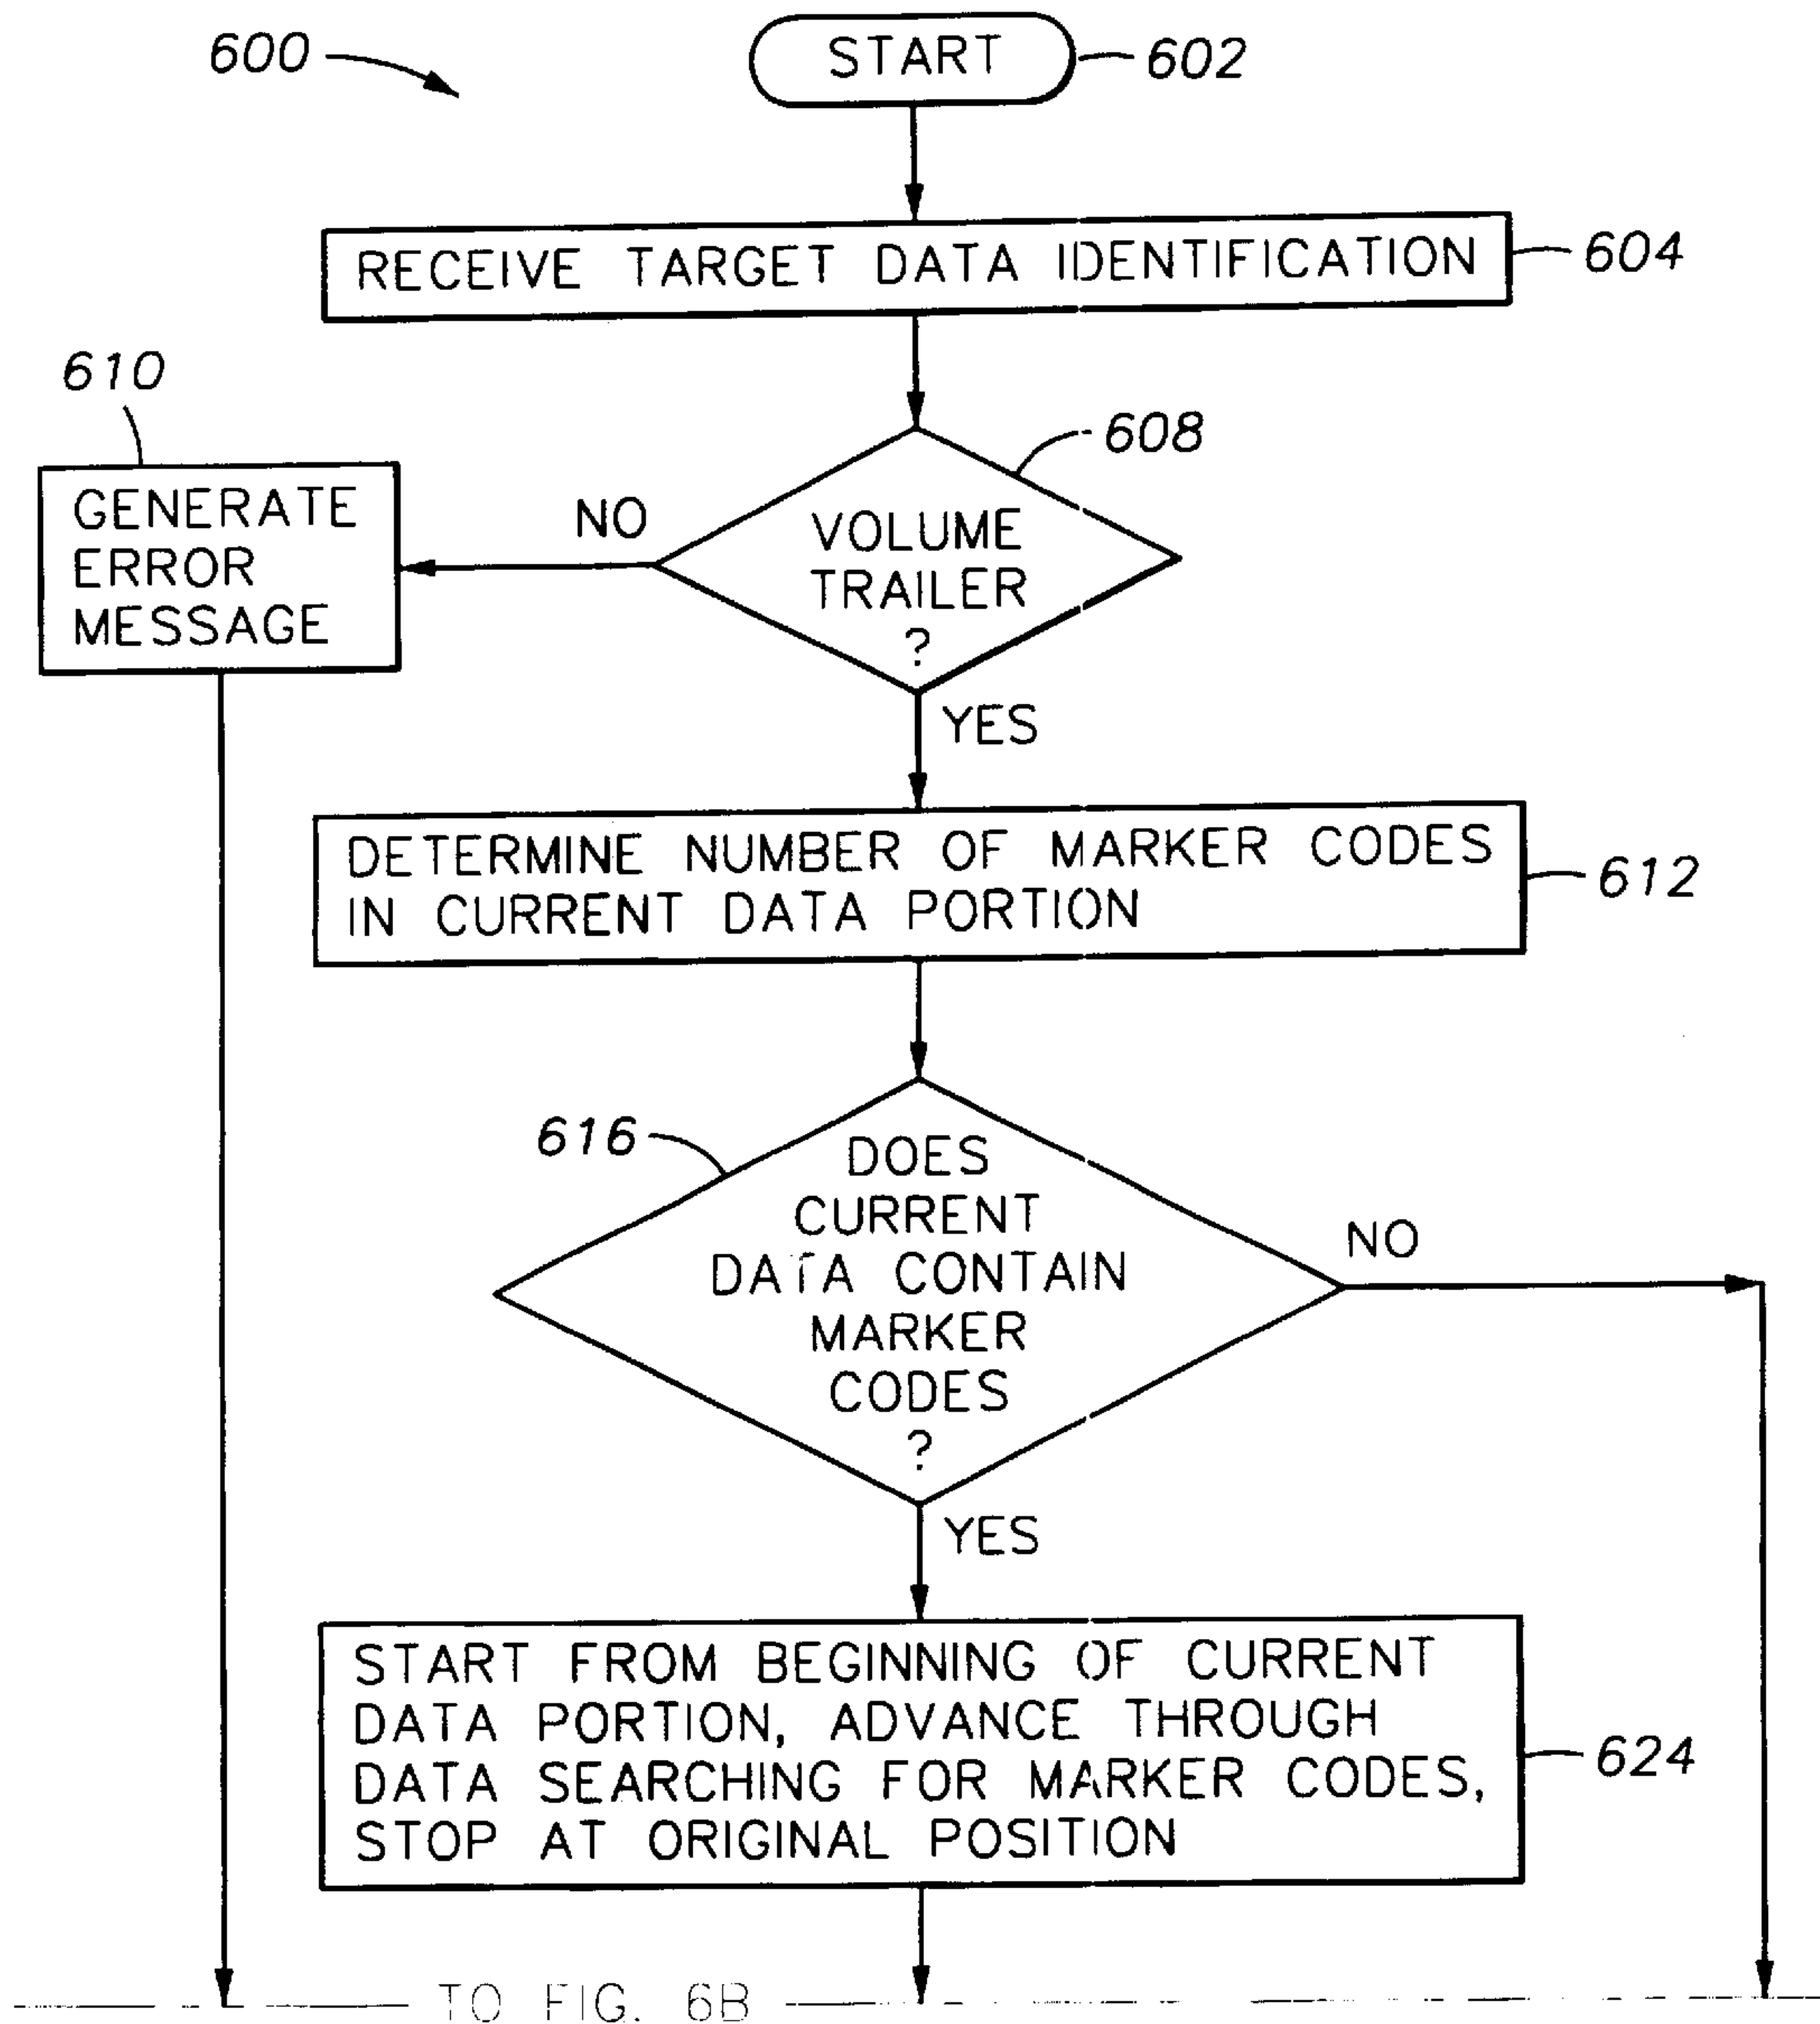 600
START
602
RECEIVE TARGET DATA IDENTIFICATION
604
610
608
GENERATE
ERROR
MESSAGE
NO
VOLUME
TRAILER
?
YES
DETERMINE NUMBER OF MARKER CODES
IN CURRENT DATA PORTION
612
616
DOES
CURRENT
DATA CONTAIN
MARKER
CODES
?
NO
YES
START FROM BEGINNING OF CURRENT
DATA PORTION, ADVANCE THROUGH
DATA SEARCHING FOR MARKER CODES,
STOP AT ORIGINAL POSITION
624
TO FIG. 6B